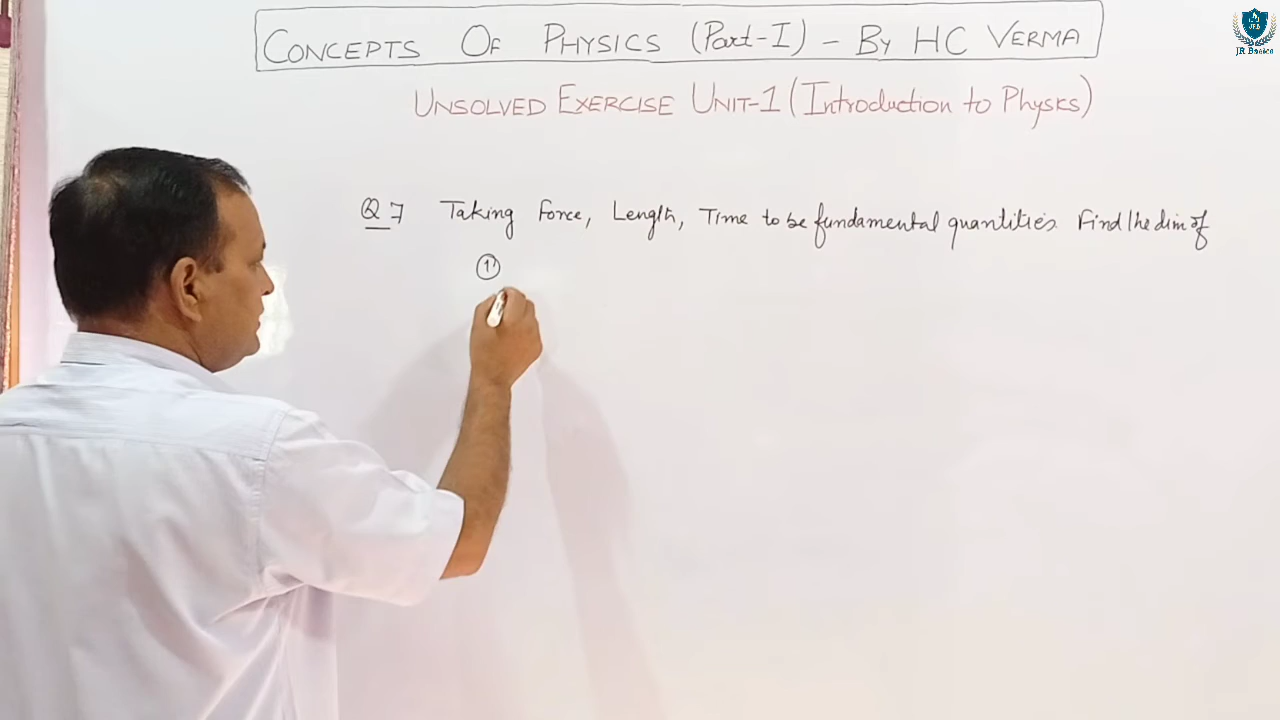 CONCEPTS OF PHYSICS (Part-I) - BY HC VERMA
UNSOLVED EXERCISE UNIT-1 (Introduction to Physics)
Q 7 Taking Force, Length, Time to be fundamental quantities Find the dim of
①
JR Basics